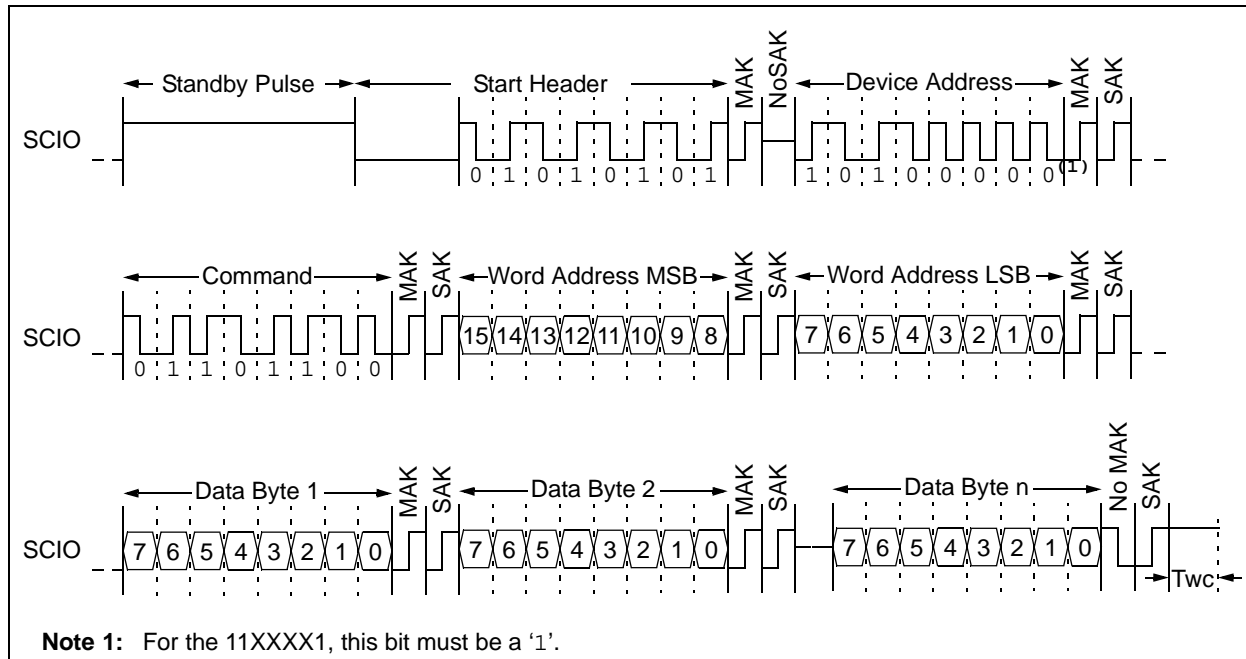 Standby Pulse Start Header MAK NoSAK Device Address MAK SAK
SCIO
0 1 0 1 0 1 0 1 1 0 1 0 0 0 0 0(1)
Command MAK SAK Word Address MSB MAK SAK Word Address LSB MAK SAK
SCIO 15 14 13 12 11 10 9 8 7 6 5 4 3 2 1 0
0 1 1 0 1 1 0 0
Data Byte 1 MAK SAK Data Byte 2 MAK SAK Data Byte n No MAK SAK
SCIO 7 6 5 4 3 2 1 0 7 6 5 4 3 2 1 0 7 6 5 4 3 2 1 0
Twc
Note 1: For the 11XXXX1, this bit must be a ‘1’.